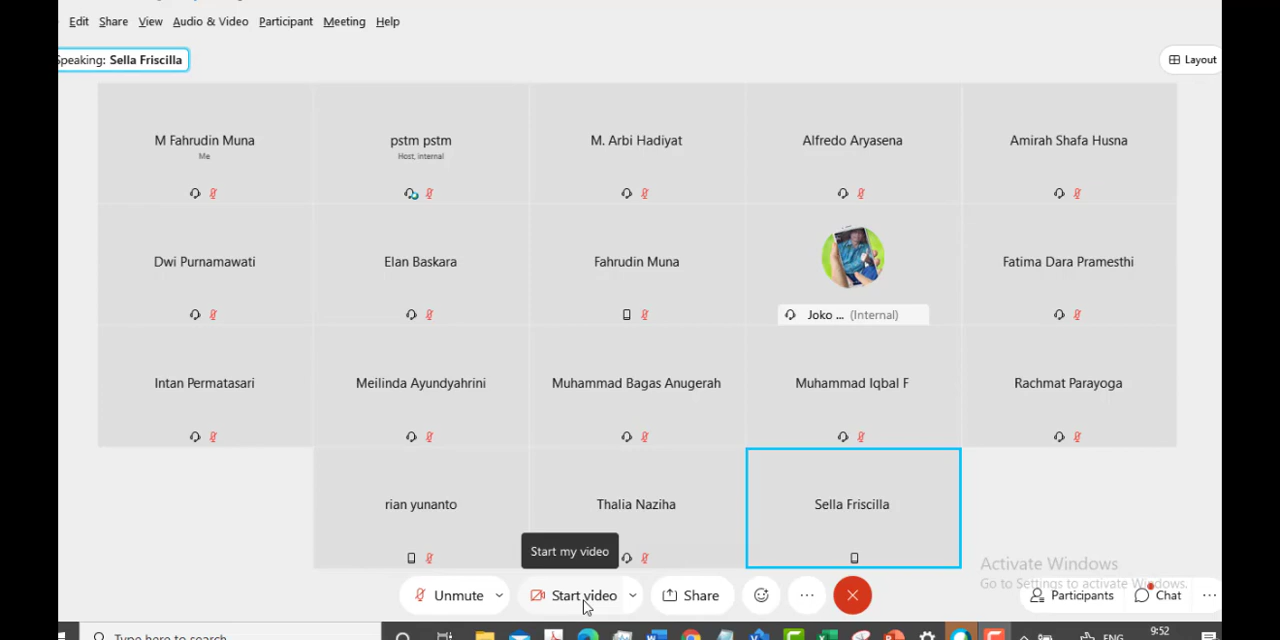 Edit Share View Audio & Video Participant Meeting Help
Speaking: Sella Friscilla
Layout
M Fahrudin Muna
Me
pstm pstm
Host, internal
M. Arbi Hadiyat
Alfredo Aryasena
Amirah Shafa Husna
Dwi Purnamawati
Elan Baskara
Fahrudin Muna
Joko ... (Internal)
Fatima Dara Pramesthi
Intan Permatasari
Meilinda Ayundyahrini
Muhammad Bagas Anugerah
Muhammad Iqbal F
Rachmat Parayoga
rian yunanto
Thalia Naziha
Sella Friscilla
Start my video
Activate Windows
Go to Settings to activate Windows.
Unmute
Start video
Share
Participants
Chat
Type here to search
ENG
9:52